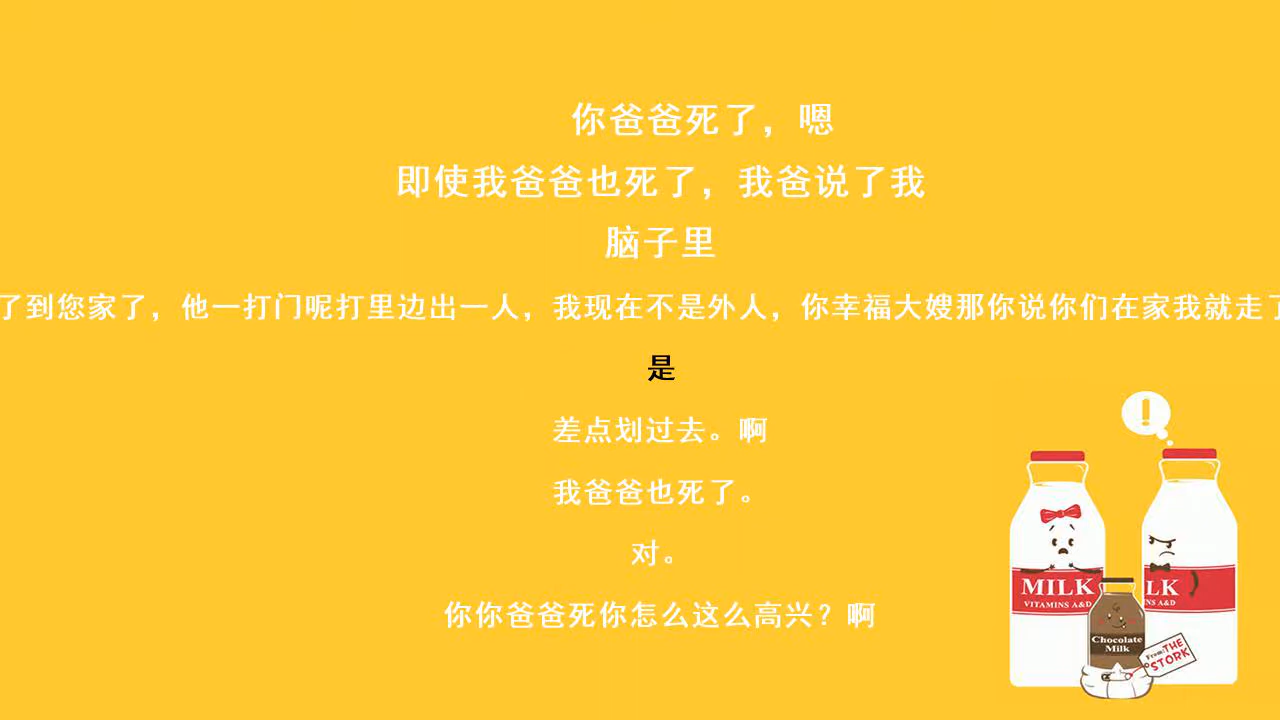 你爸爸死了，嗯
即使我爸爸也死了，我爸说了我
脑子里
了到您家了，他一打门呢打里边出一人，我现在不是外人，你幸福大嫂那你说你们在家我就走了
是
差点划过去。啊
我爸爸也死了。
对。
你你爸爸死你怎么这么高兴？啊
!
MILK
VITAMINS A&D
LK
NS A&D
Chocolate
Milk
From: THE
STORK